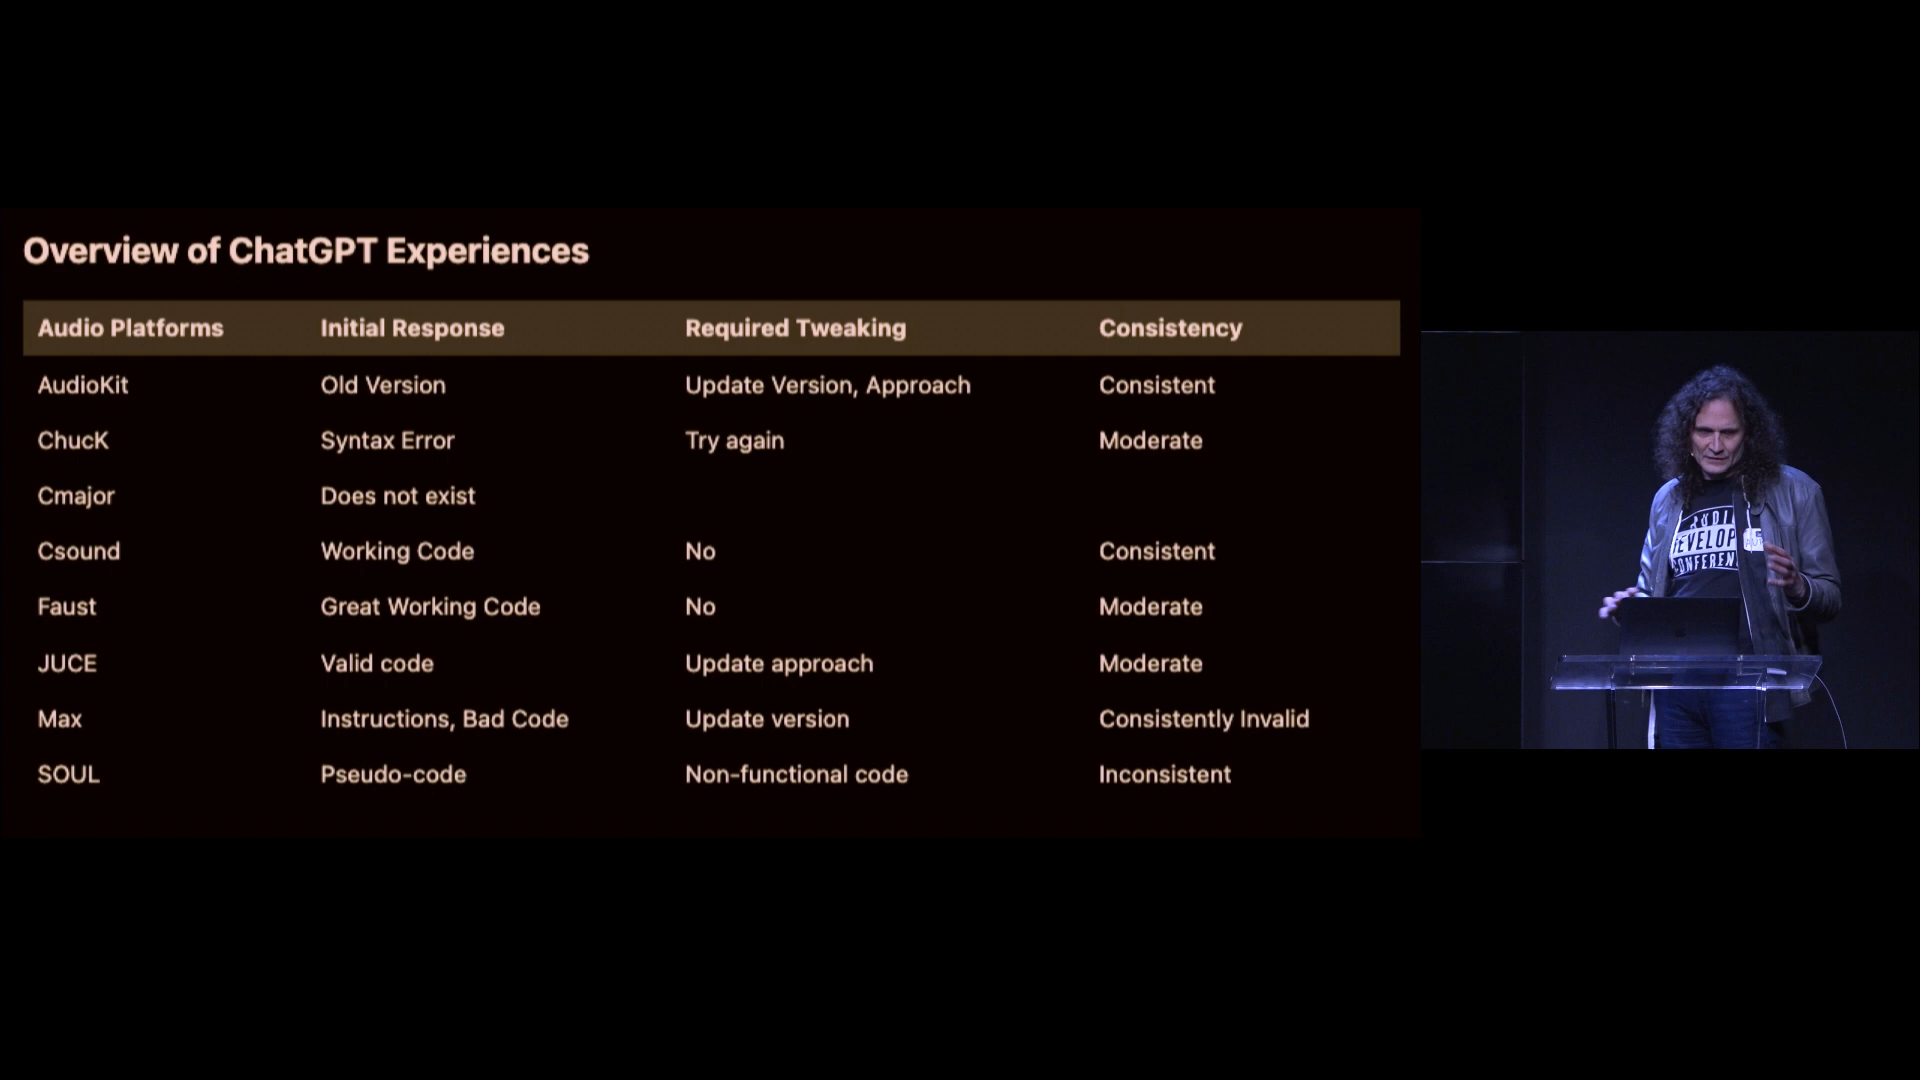 Overview of ChatGPT Experiences
Audio Platforms Initial Response Required Tweaking Consistency
AudioKit Old Version Update Version, Approach Consistent
ChucK Syntax Error Try again Moderate
Cmajor Does not exist
Csound Working Code No Consistent
Faust Great Working Code No Moderate
JUCE Valid code Update approach Moderate
Max Instructions, Bad Code Update version Consistently Invalid
SOUL Pseudo-code Non-functional code Inconsistent